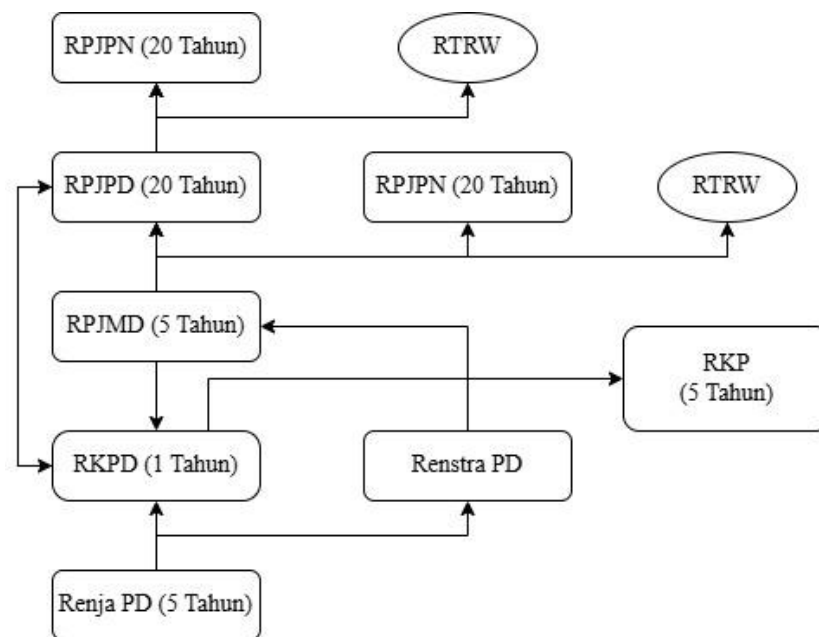 RPJPN (20 Tahun)
RTRW
RPJPD (20 Tahun)
RPJPN (20 Tahun)
RTRW
RPJMD (5 Tahun)
RKP
(5 Tahun)
RKPD (1 Tahun)
Renstra PD
Renja PD (5 Tahun)